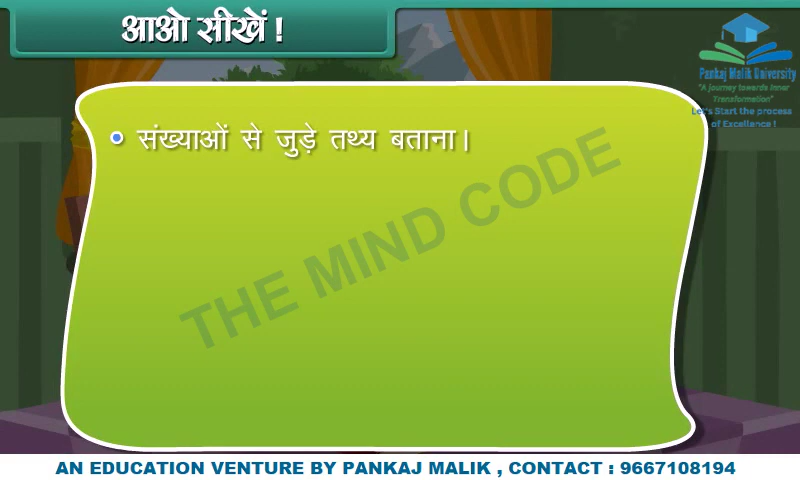 आओ सीखें!
Pankaj Malik University
"A journey towards Inner
Transformation"
Let's Start the process
of Excellence !
संख्याओं से जुड़े तथ्य बताना।
THE MIND CODE
AN EDUCATION VENTURE BY PANKAJ MALIK , CONTACT : 9667108194